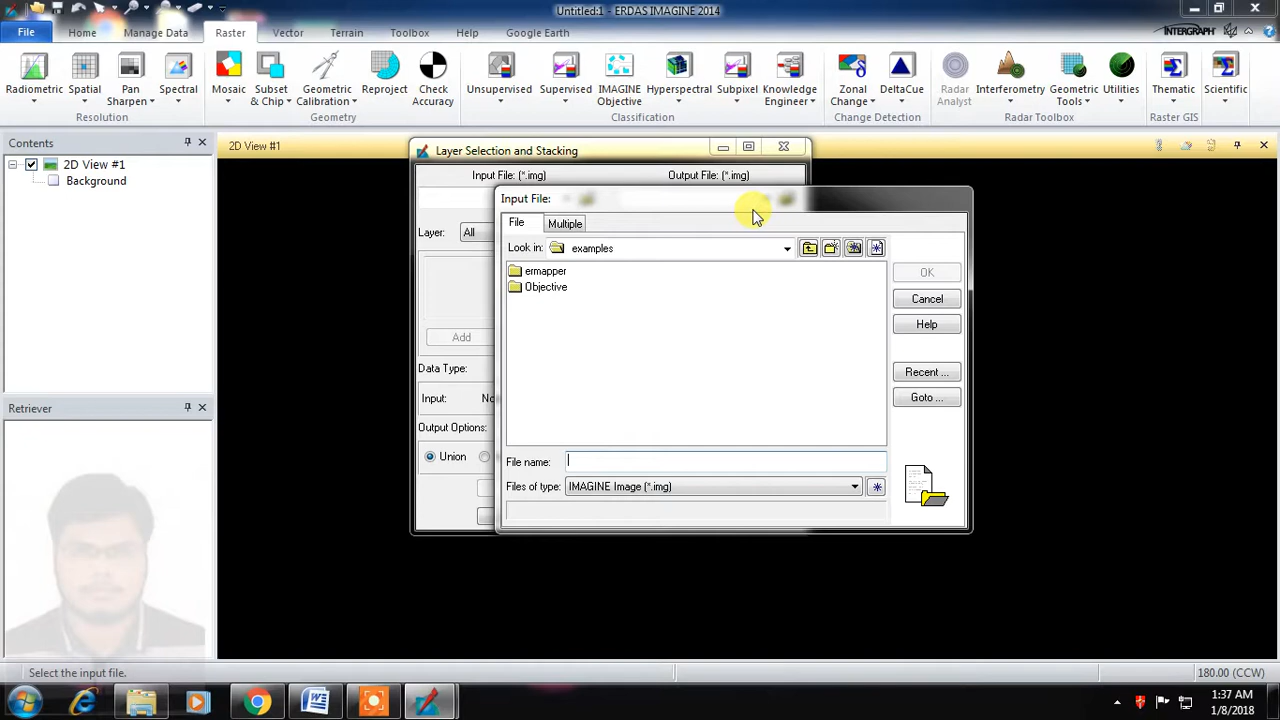 Untitled:1 - ERDAS IMAGINE 2014
File Home Manage Data Raster Vector Terrain Toolbox Help Google Earth
INTERGRAPH
Radiometric Spatial Pan Sharpen Spectral Mosaic Subset & Chip Geometric Calibration Reproject Check Accuracy Unsupervised Supervised IMAGINE Objective Hyperspectral Subpixel Knowledge Engineer Zonal Change DeltaCue Radar Analyst Interferometry Geometric Tools Utilities Thematic Scientific
Resolution Geometry Classification Change Detection Radar Toolbox Raster GIS
Contents
2D View #1
Background
Retriever
2D View #1
Layer Selection and Stacking
Input File: (*.img) Output File: (*.img)
Layer: All
Add
Data Type:
Input: No
Output Options:
Union
Input File:
File Multiple
Look in: examples
ermapper
Objective
OK
Cancel
Help
Recent ...
Goto ...
File name:
Files of type: IMAGINE Image (*.img)
Select the input file.
180.00 (CCW)
1:37 AM
1/8/2018